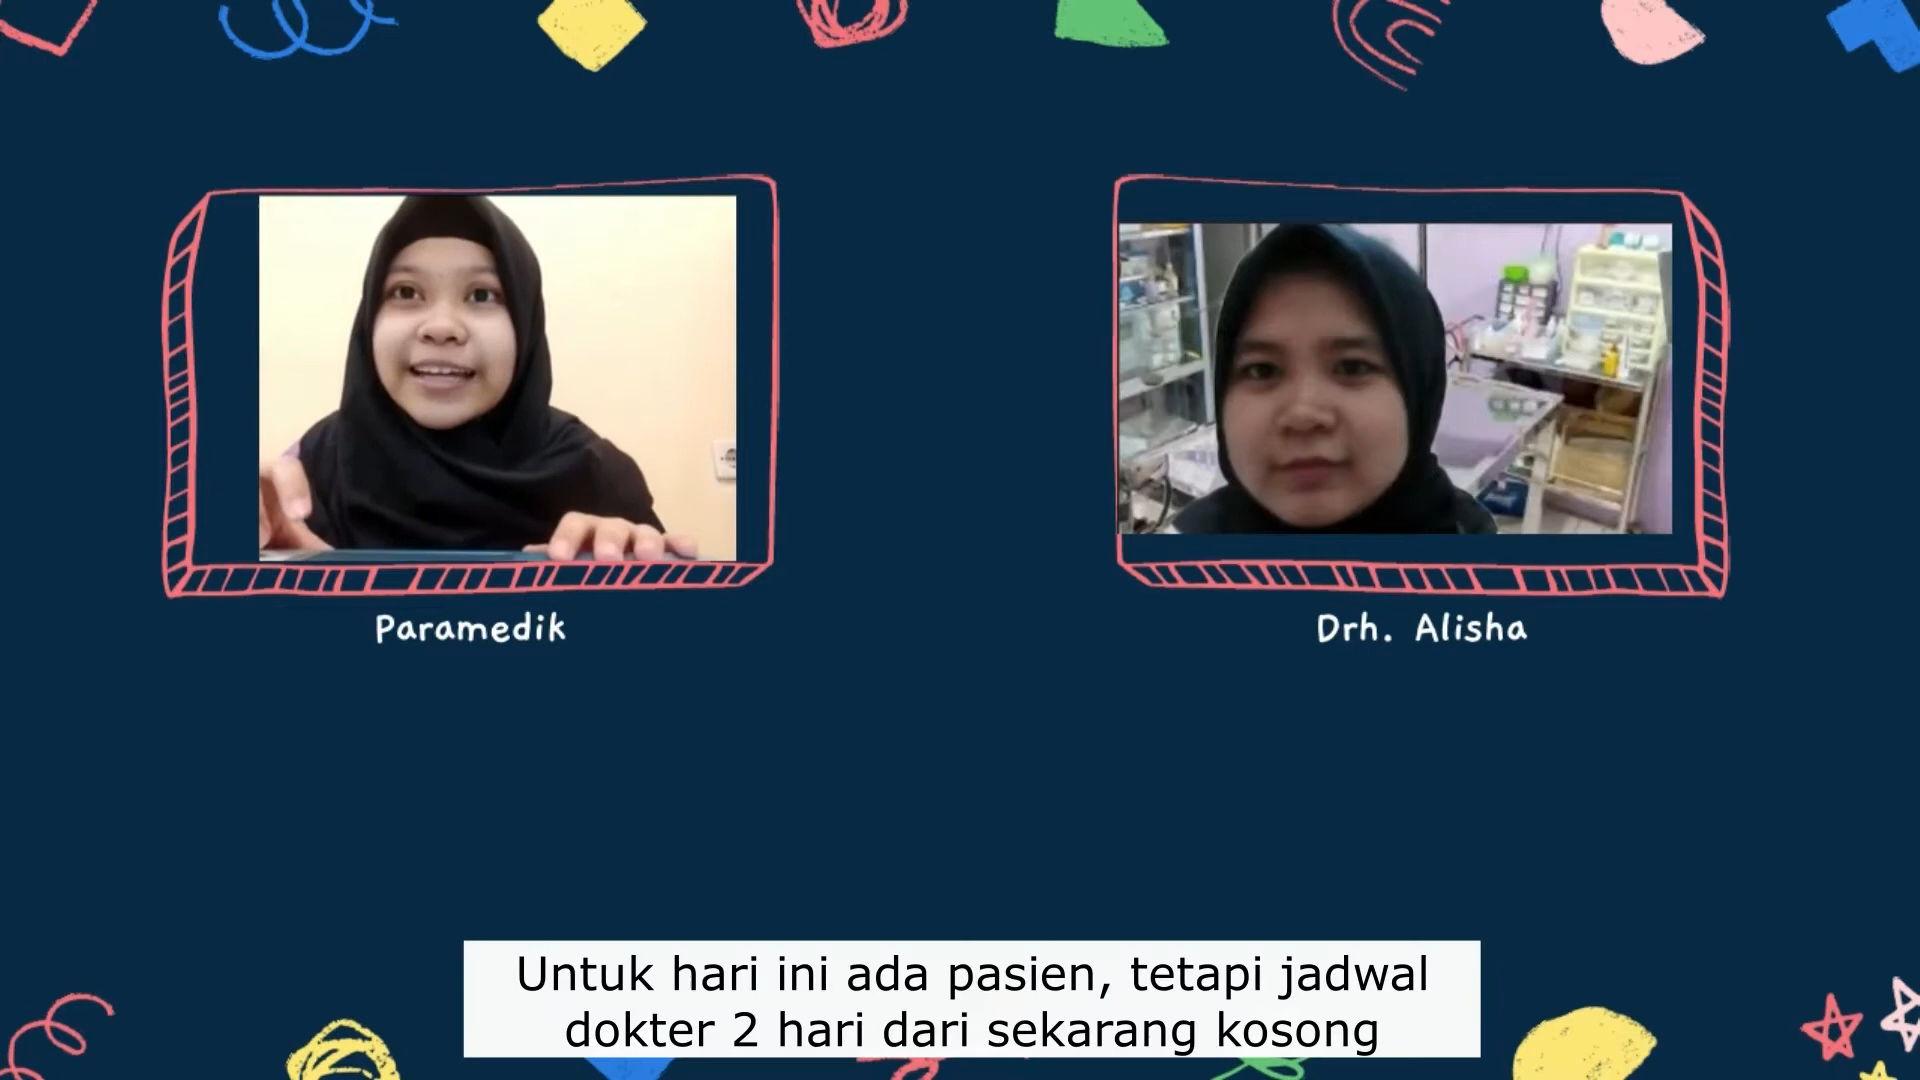 Paramedik
Drh. Alisha
Untuk hari ini ada pasien, tetapi jadwal
dokter 2 hari dari sekarang kosong